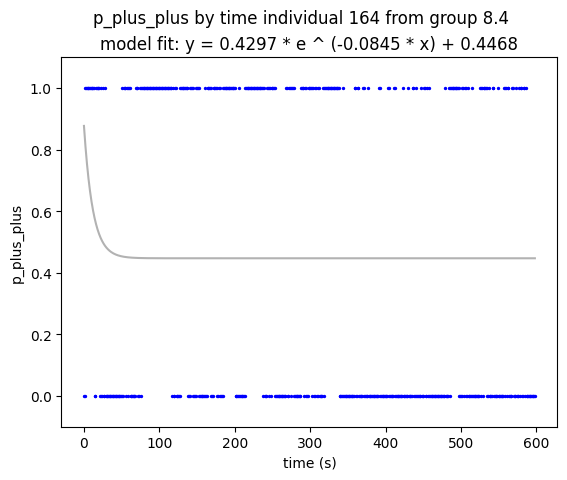 p_plus_plus by time individual 164 from group 8.4
model fit: y = 0.4297 * e ^ (-0.0845 * x) + 0.4468
1.0
0.8
0.6
0.4
0.2
0.0
p_plus_plus
0 100 200 300 400 500 600
time (s)